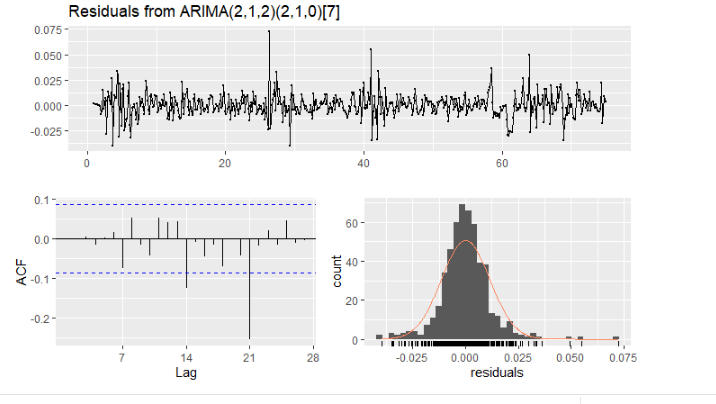 Residuals from ARIMA(2,1,2)(2,1,0)[7]
0.075
0.050
0.025
0.000
-0.025
0 20 40 60
0.1
0.0
-0.1
-0.2
ACF
7 14 21 28
Lag
60
40
20
0
count
-0.025 0.000 0.025 0.050 0.075
residuals